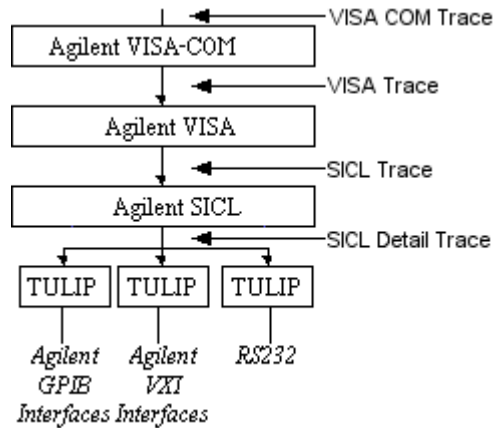 VISA COM Trace
Agilent VISA-COM
VISA Trace
Agilent VISA
SICL Trace
Agilent SICL
SICL Detail Trace
TULIP TULIP TULIP
Agilent Agilent RS232
GPIB VXI
Interfaces Interfaces